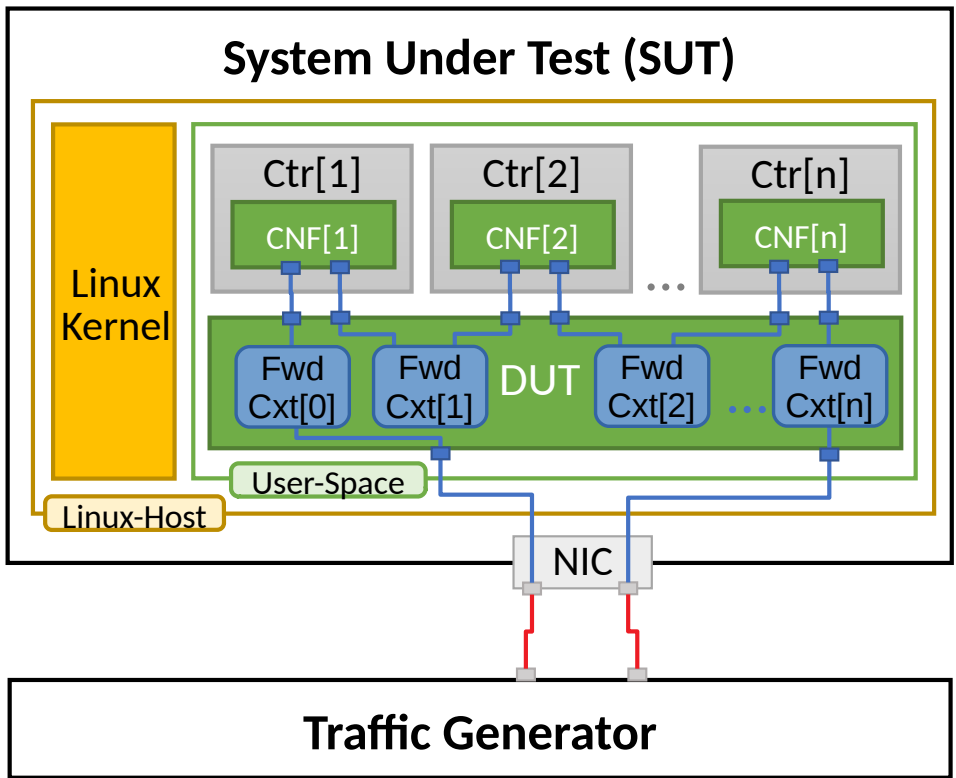 System Under Test (SUT)
Ctr[1]
Ctr[2]
Ctr[n]
CNF[1]
CNF[2]
CNF[n]
Linux
Kernel
...
Fwd
Cxt[0]
Fwd
Cxt[1]
DUT
Fwd
Cxt[2]
...
Fwd
Cxt[n]
User-Space
Linux-Host
NIC
Traffic Generator